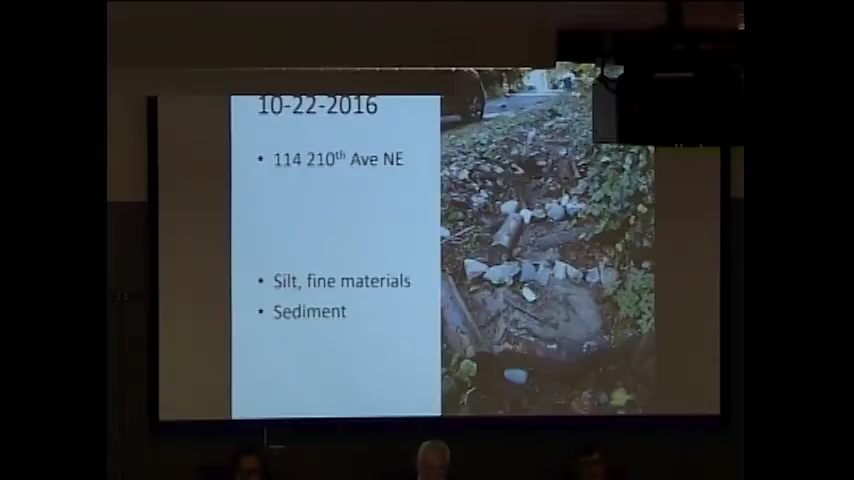 10-22-2016
• 114 210th Ave NE
• Silt, fine materials
• Sediment